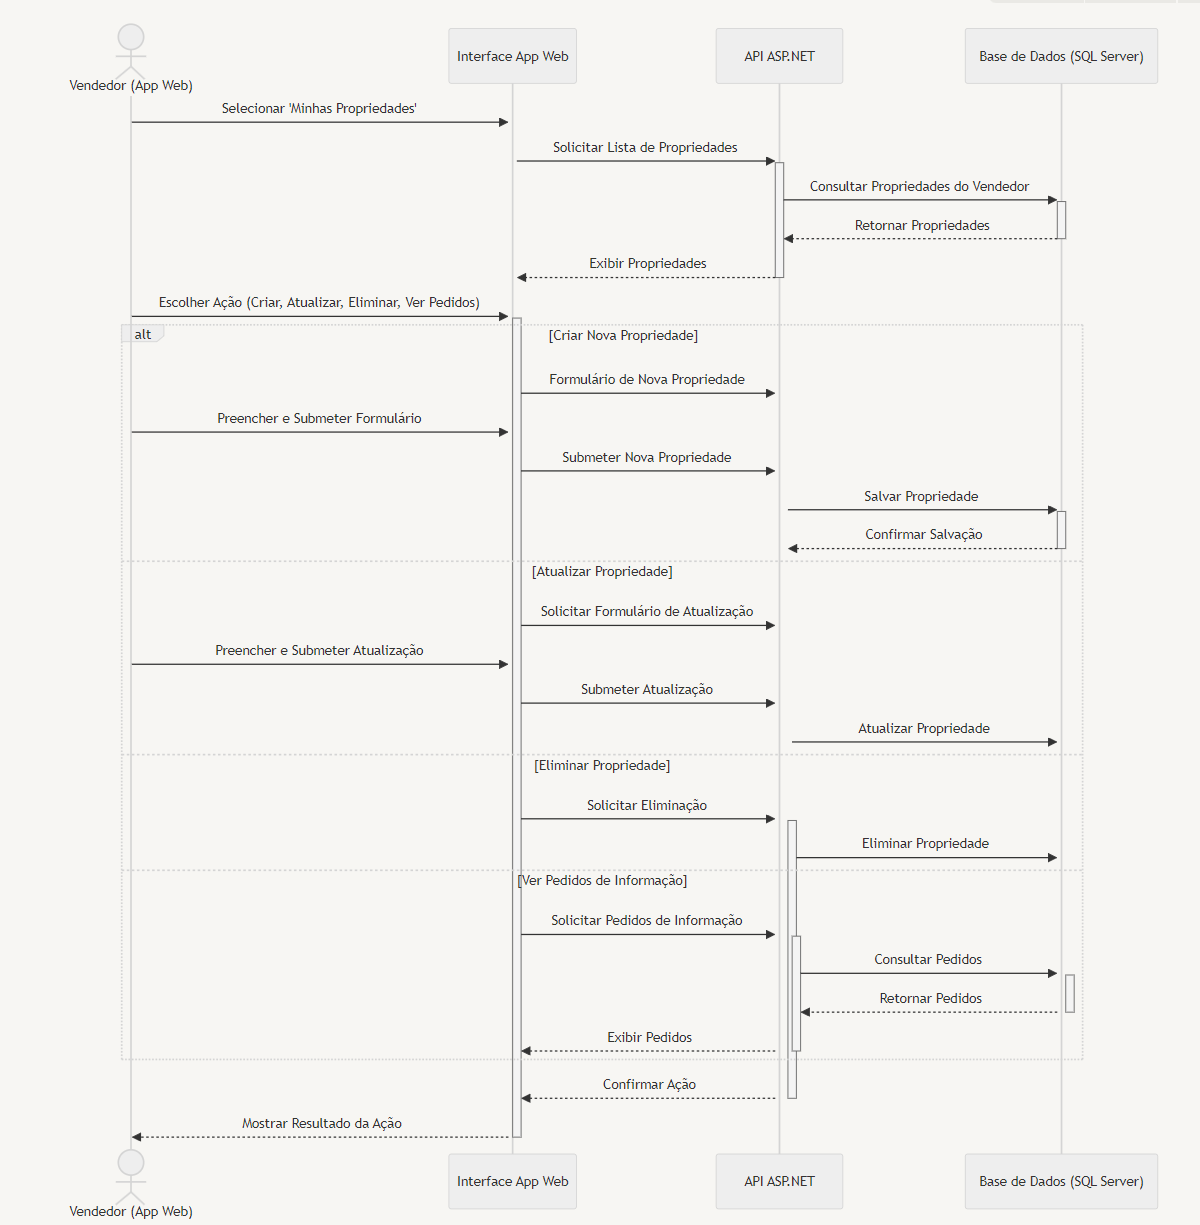 Vendedor (App Web)
Interface App Web
API ASP.NET
Base de Dados (SQL Server)
Selecionar 'Minhas Propriedades'
Solicitar Lista de Propriedades
Consultar Propriedades do Vendedor
Retornar Propriedades
Exibir Propriedades
Escolher Ação (Criar, Atualizar, Eliminar, Ver Pedidos)
alt
[Criar Nova Propriedade]
Formulário de Nova Propriedade
Preencher e Submeter Formulário
Submeter Nova Propriedade
Salvar Propriedade
Confirmar Salvação
[Atualizar Propriedade]
Solicitar Formulário de Atualização
Preencher e Submeter Atualização
Submeter Atualização
Atualizar Propriedade
[Eliminar Propriedade]
Solicitar Eliminação
Eliminar Propriedade
[Ver Pedidos de Informação]
Solicitar Pedidos de Informação
Consultar Pedidos
Retornar Pedidos
Exibir Pedidos
Confirmar Ação
Mostrar Resultado da Ação
Vendedor (App Web)
Interface App Web
API ASP.NET
Base de Dados (SQL Server)